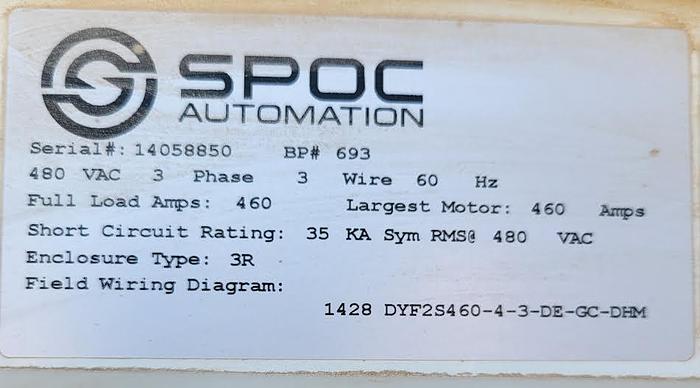 SPOC
AUTOMATION
Serial#: 14058850 BP# 693
480 VAC 3 Phase 3 Wire 60 Hz
Full Load Amps: 460 Largest Motor: 460 Amps
Short Circuit Rating: 35 KA Sym RMS@ 480 VAC
Enclosure Type: 3R
Field Wiring Diagram:
1428 DYF2S460-4-3-DE-GC-DHM